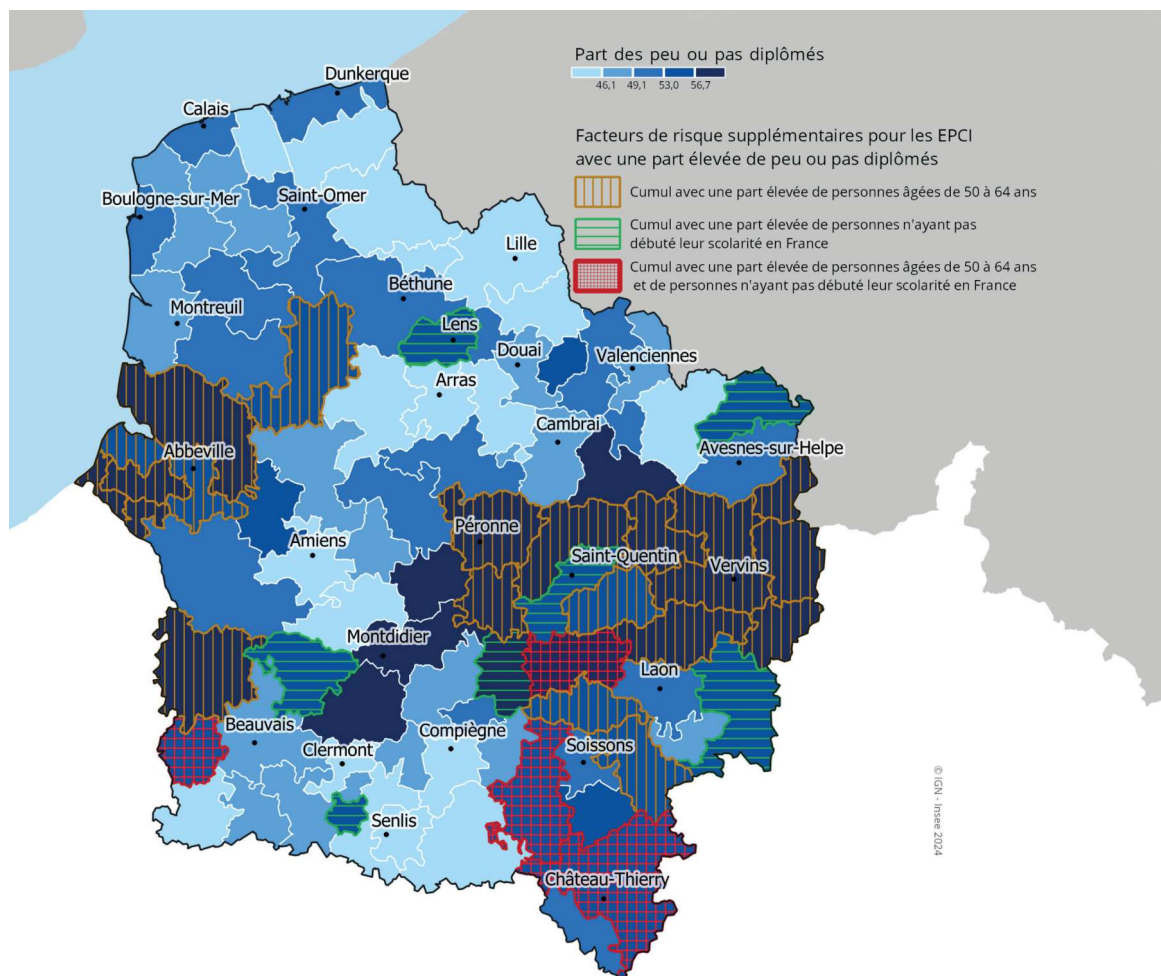 Part des peu ou pas diplômés
46,1 49,1 53,0 56,7
Facteurs de risque supplémentaires pour les EPCI
avec une part élevée de peu ou pas diplômés
Cumul avec une part élevée de personnes âgées de 50 à 64 ans
Cumul avec une part élevée de personnes n'ayant pas
débuté leur scolarité en France
Cumul avec une part élevée de personnes âgées de 50 à 64 ans
et de personnes n'ayant pas débuté leur scolarité en France
Dunkerque
Calais
Boulogne-sur-Mer
Saint-Omer
Lille
Béthune
Montreuil
Lens
Douai
Valenciennes
Arras
Cambrai
Avesnes-sur-Helpe
Abbeville
Péronne
Amiens
Saint-Quentin
Vervins
Montdidier
Laon
Beauvais
Compiègne
Clermont
Soissons
Senlis
Château-Thierry
© IGN - Insee 2024